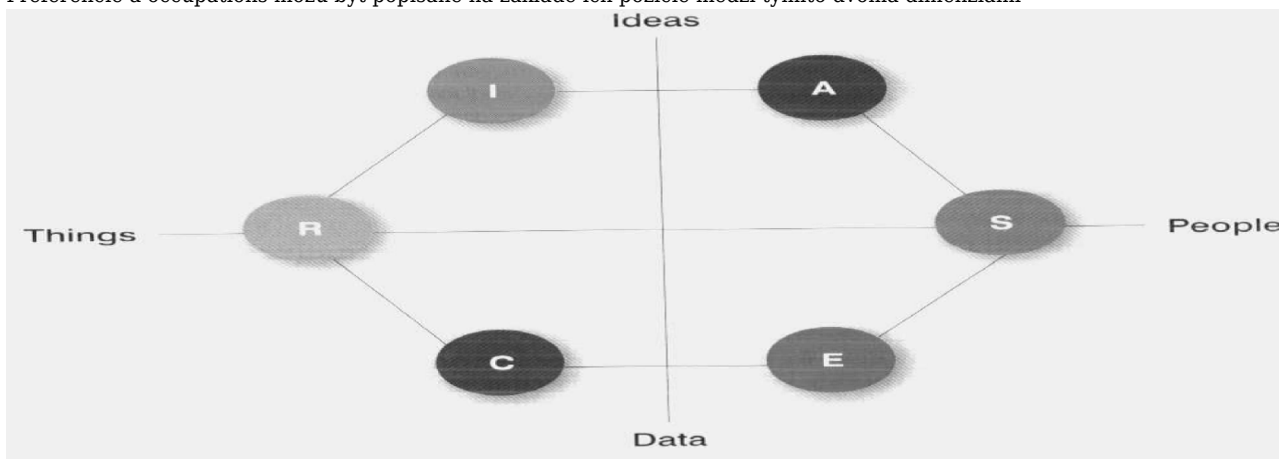 Preferencie a occupations môžu byť popísané na základe ich pozície medzi týmito dvoma dimenziami
Ideas
I A
Things R S People
C E
Data